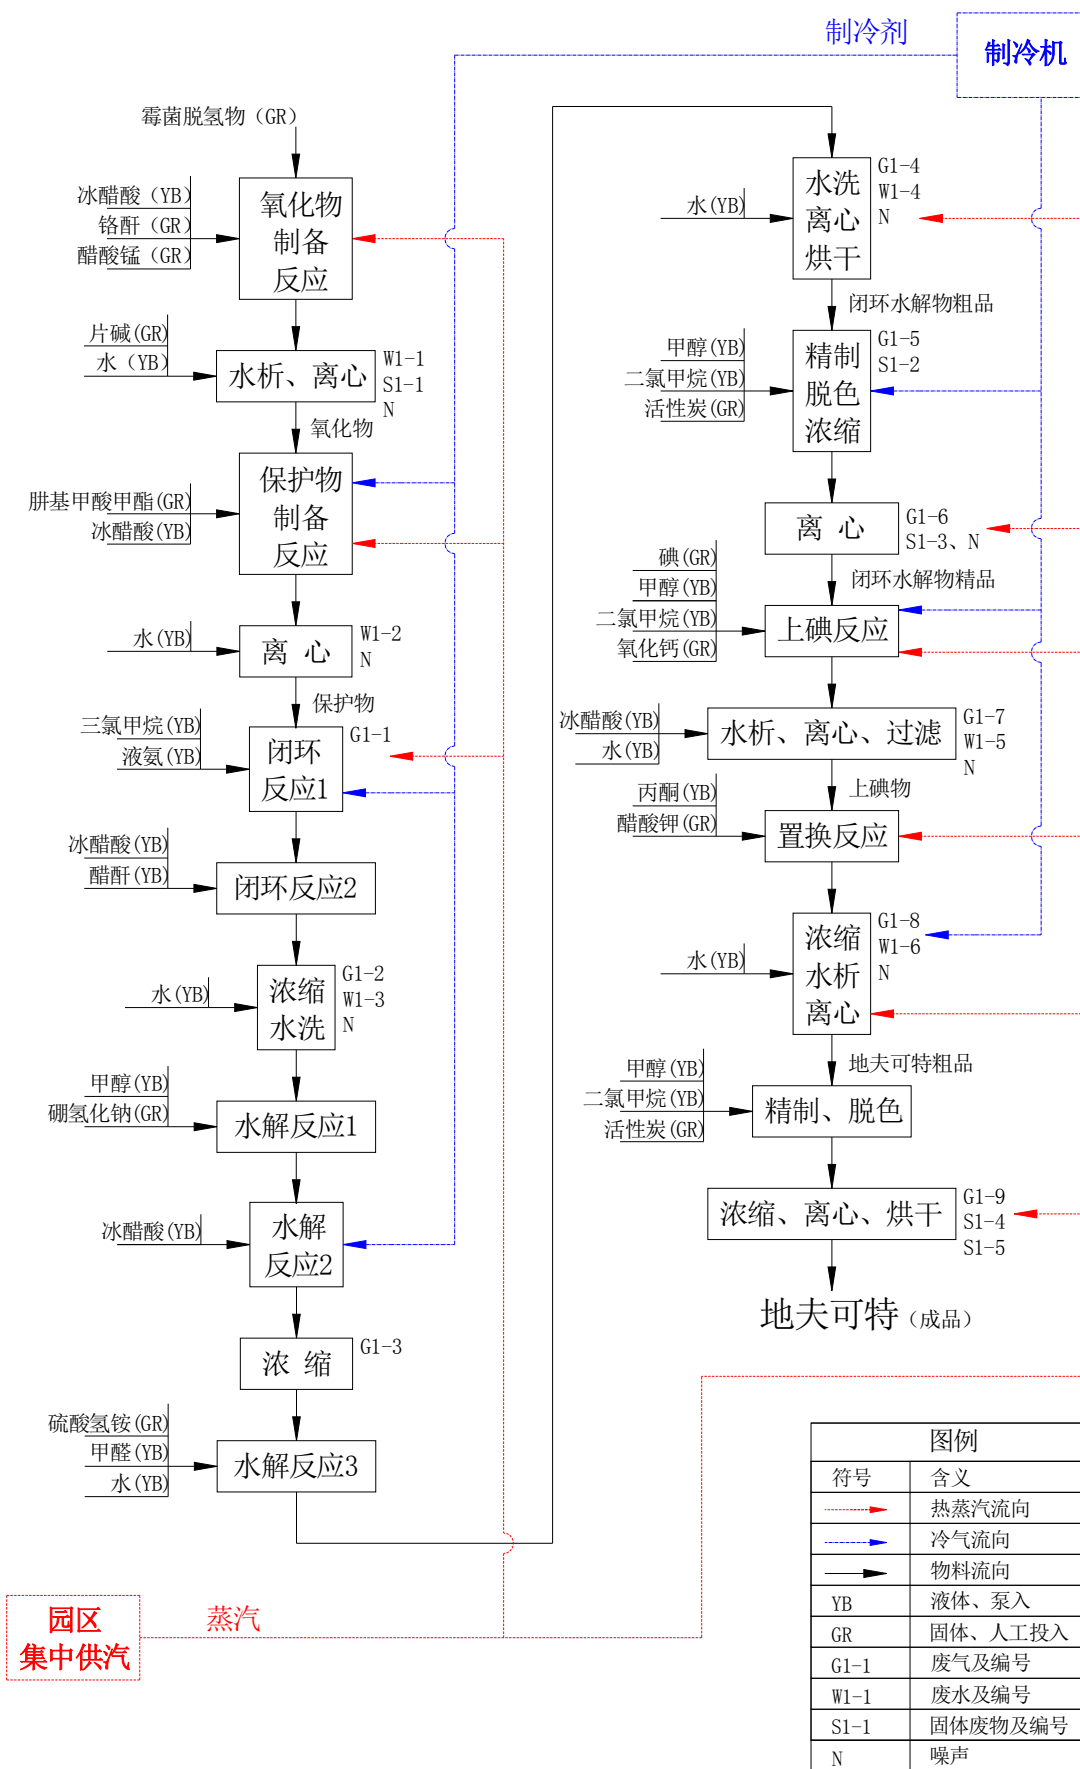 制冷剂
制冷机
霉菌脱氢物（GR）
冰醋酸（YB）
铬酐（GR）
醋酸锰（GR）
氧化物
制备
反应
片碱(GR)
水（YB）
水析、离心
W1-1
S1-1
N
氧化物
肼基甲酸甲酯(GR)
冰醋酸(YB)
保护物
制备
反应
水(YB)
离 心
W1-2
N
保护物
三氯甲烷(YB)
液氨(YB)
闭环
反应1
G1-1
冰醋酸(YB)
醋酐(YB)
闭环反应2
水(YB)
浓缩
水洗
G1-2
W1-3
N
甲醇(YB)
硼氢化钠(GR)
水解反应1
冰醋酸(YB)
水解
反应2
浓 缩
G1-3
硫酸氢铵(GR)
甲醛(YB)
水(YB)
水解反应3
园区
集中供汽
蒸汽
水(YB)
水洗
离心
烘干
G1-4
W1-4
N
闭环水解物粗品
甲醇(YB)
二氯甲烷(YB)
活性炭(GR)
精制
脱色
浓缩
G1-5
S1-2
离 心
G1-6
S1-3、N
闭环水解物精品
碘(GR)
甲醇(YB)
二氯甲烷(YB)
氧化钙(GR)
上碘反应
冰醋酸(YB)
水(YB)
水析、离心、过滤
G1-7
W1-5
N
上碘物
丙酮(YB)
醋酸钾(GR)
置换反应
水(YB)
浓缩
水析
离心
G1-8
W1-6
N
地夫可特粗品
甲醇(YB)
二氯甲烷(YB)
活性炭(GR)
精制、脱色
浓缩、离心、烘干
G1-9
S1-4
S1-5
地夫可特（成品）
图例
符号 含义
热蒸汽流向
冷气流向
物料流向
YB 液体、泵入
GR 固体、人工投入
G1-1 废气及编号
W1-1 废水及编号
S1-1 固体废物及编号
N 噪声